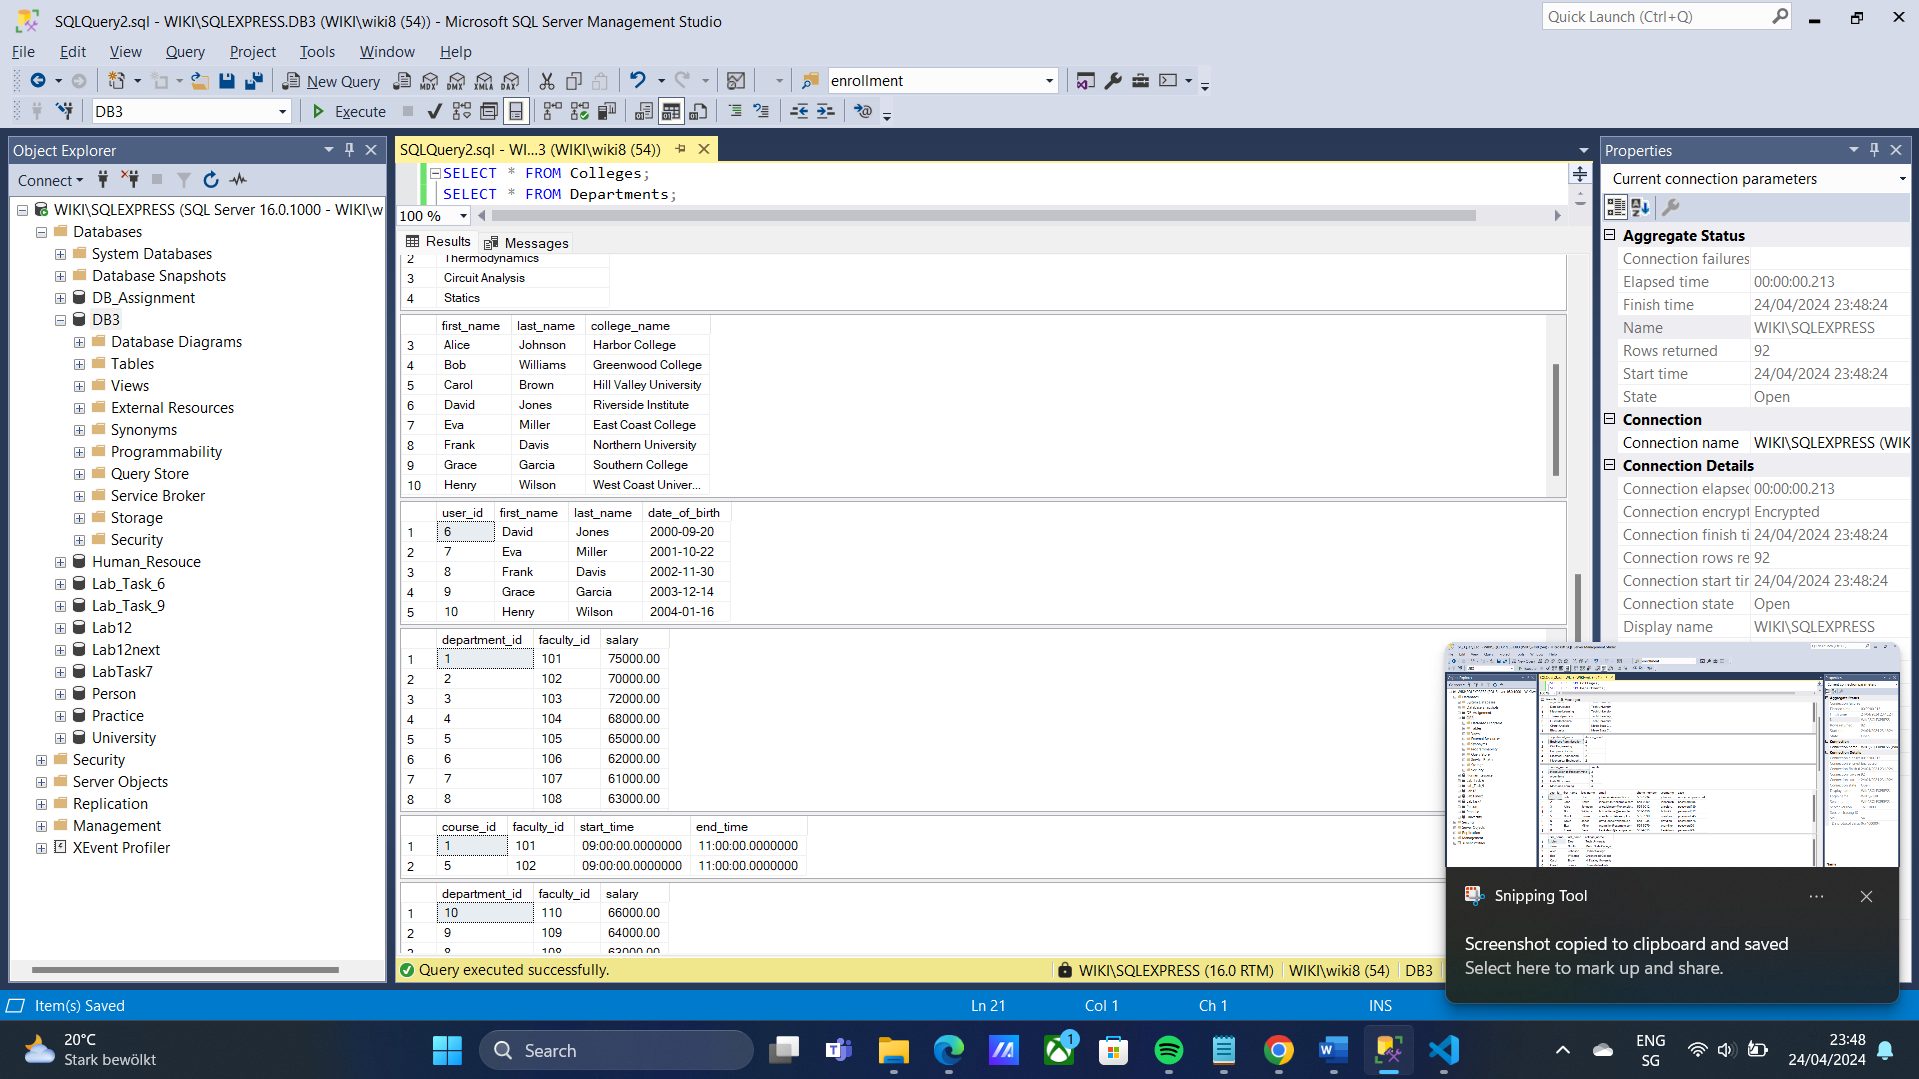 SQLQuery2.sql - WIKI\SQLEXPRESS.DB3 (WIKI\wiki8 (54)) - Microsoft SQL Server Management Studio
Quick Launch (Ctrl+Q)
File Edit View Query Project Tools Window Help
New Query MDX DMX XMLA DAX enrollment
DB3 Execute
Object Explorer
Connect
WIKI\SQLEXPRESS (SQL Server 16.0.1000 - WIKI\w
Databases
System Databases
Database Snapshots
DB_Assignment
DB3
Database Diagrams
Tables
Views
External Resources
Synonyms
Programmability
Query Store
Service Broker
Storage
Security
Human_Resouce
Lab_Task_6
Lab_Task_9
Lab12
Lab12next
LabTask7
Person
Practice
University
Security
Server Objects
Replication
Management
XEvent Profiler
SQLQuery2.sql - WI...3 (WIKI\wiki8 (54))
SELECT * FROM Colleges;
SELECT * FROM Departments;
100 %
Results Messages
2 Thermodynamics
3 Circuit Analysis
4 Statics
first_name last_name college_name
3 Alice Johnson Harbor College
4 Bob Williams Greenwood College
5 Carol Brown Hill Valley University
6 David Jones Riverside Institute
7 Eva Miller East Coast College
8 Frank Davis Northern University
9 Grace Garcia Southern College
10 Henry Wilson West Coast Univer...
user_id first_name last_name date_of_birth
1 6 David Jones 2000-09-20
2 7 Eva Miller 2001-10-22
3 8 Frank Davis 2002-11-30
4 9 Grace Garcia 2003-12-14
5 10 Henry Wilson 2004-01-16
department_id faculty_id salary
1 1 101 75000.00
2 2 102 70000.00
3 3 103 72000.00
4 4 104 68000.00
5 5 105 65000.00
6 6 106 62000.00
7 7 107 61000.00
8 8 108 63000.00
course_id faculty_id start_time end_time
1 1 101 09:00:00.0000000 11:00:00.0000000
2 5 102 09:00:00.0000000 11:00:00.0000000
department_id faculty_id salary
1 10 110 66000.00
2 9 109 64000.00
3 8 108 63000.00
Query executed successfully. WIKI\SQLEXPRESS (16.0 RTM) WIKI\wiki8 (54) DB3
Properties
Current connection parameters
Aggregate Status
Connection failures
Elapsed time 00:00:00.213
Finish time 24/04/2024 23:48:24
Name WIKI\SQLEXPRESS
Rows returned 92
Start time 24/04/2024 23:48:24
State Open
Connection
Connection name WIKI\SQLEXPRESS (WIK
Connection Details
Connection elapsed 00:00:00.213
Connection encrypt Encrypted
Connection finish ti 24/04/2024 23:48:24
Connection rows re 92
Connection start tir 24/04/2024 23:48:24
Connection state Open
Display name WIKI\SQLEXPRESS
Snipping Tool
Screenshot copied to clipboard and saved
Select here to mark up and share.
Item(s) Saved Ln 21 Col 1 Ch 1 INS
20°C
Stark bewölkt
Search
1
ENG
SG
23:48
24/04/2024